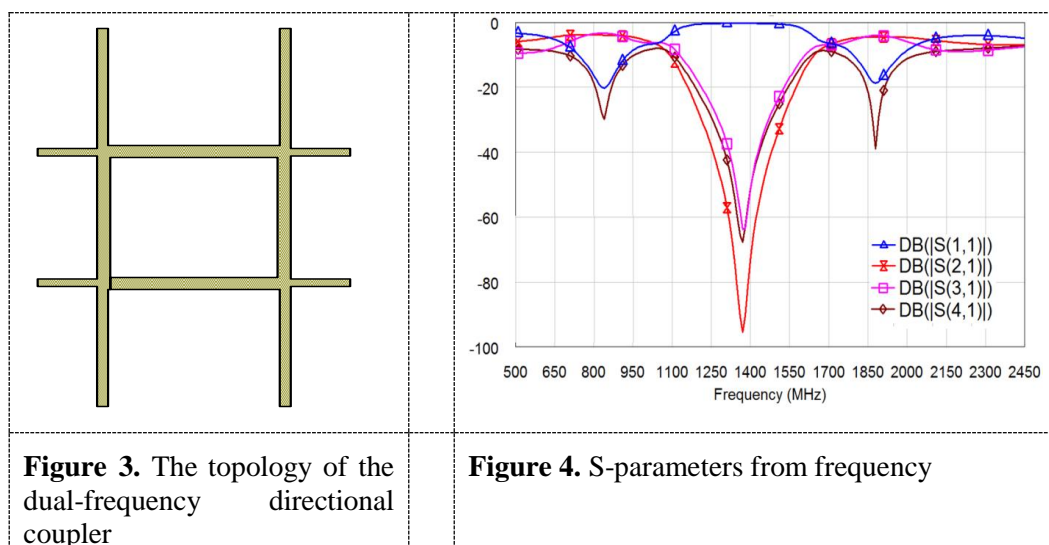 0
-20
-40
-60
-80
-100
DB(|S(1,1)|)
DB(|S(2,1)|)
DB(|S(3,1)|)
DB(|S(4,1)|)
500 650 800 950 1100 1250 1400 1550 1700 1850 2000 2150 2300 2450
Frequency (MHz)
Figure 3. The topology of the
dual-frequency directional
coupler
Figure 4. S-parameters from frequency